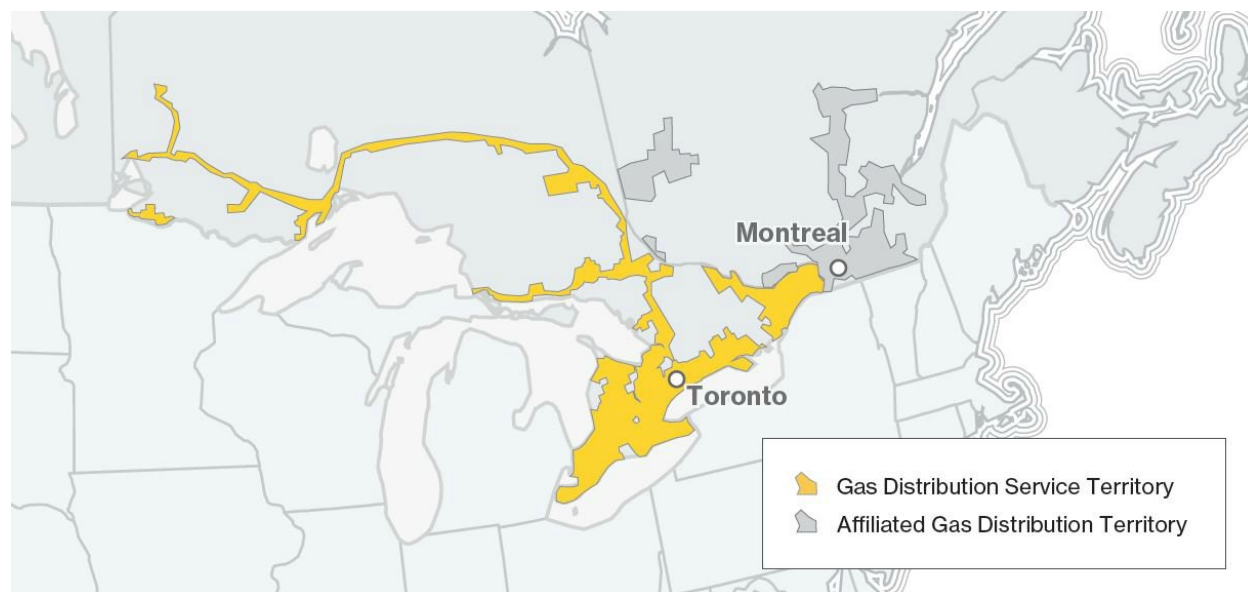 Montreal
Toronto
Gas Distribution Service Territory
Affiliated Gas Distribution Territory